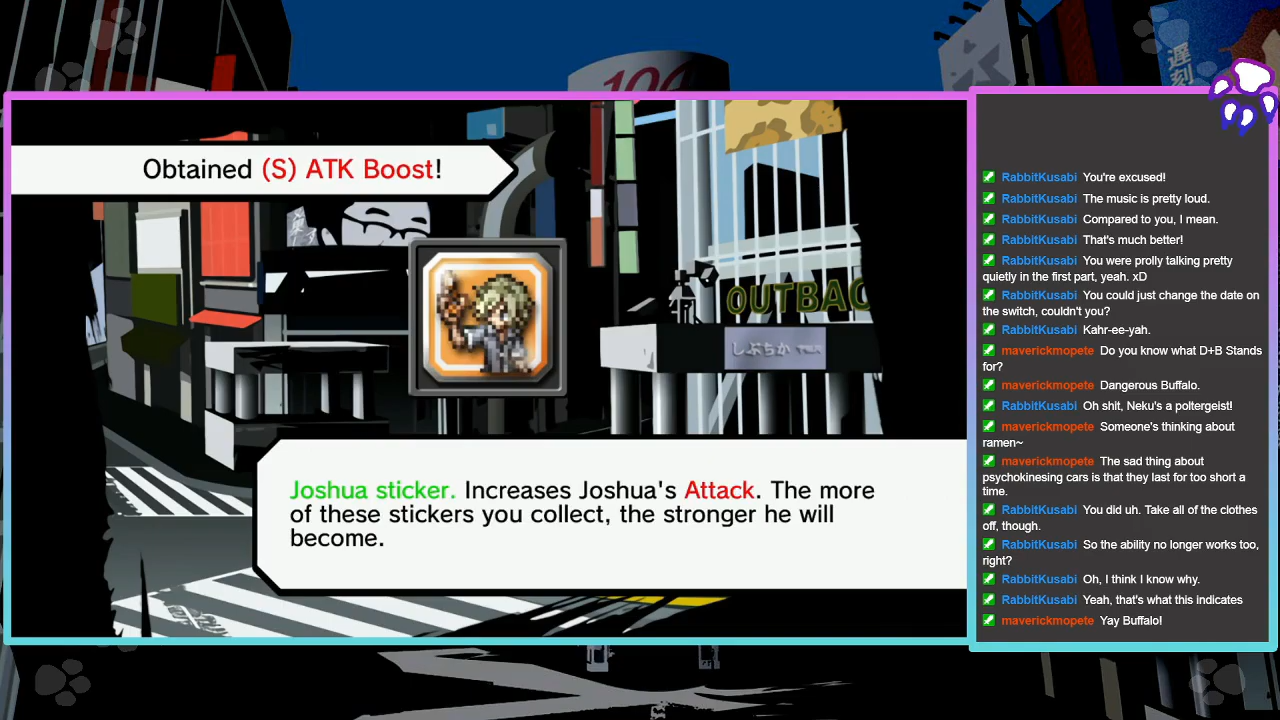 106
遅刻
Obtained (S) ATK Boost!
OUTBAC
しぶちか
Joshua sticker. Increases Joshua's Attack. The more
of these stickers you collect, the stronger he will
become.
RabbitKusabi You're excused!
RabbitKusabi The music is pretty loud.
RabbitKusabi Compared to you, I mean.
RabbitKusabi That's much better!
RabbitKusabi You were prolly talking pretty
quietly in the first part, yeah. xD
RabbitKusabi You could just change the date on
the switch, couldn't you?
RabbitKusabi Kahr-ee-yah.
maverickmopete Do you know what D+B Stands
for?
maverickmopete Dangerous Buffalo.
RabbitKusabi Oh shit, Neku's a poltergeist!
maverickmopete Someone's thinking about
ramen~
maverickmopete The sad thing about
psychokinesing cars is that they last for too short a
time.
RabbitKusabi You did uh. Take all of the clothes
off, though.
RabbitKusabi So the ability no longer works too,
right?
RabbitKusabi Oh, I think I know why.
RabbitKusabi Yeah, that's what this indicates
maverickmopete Yay Buffalo!